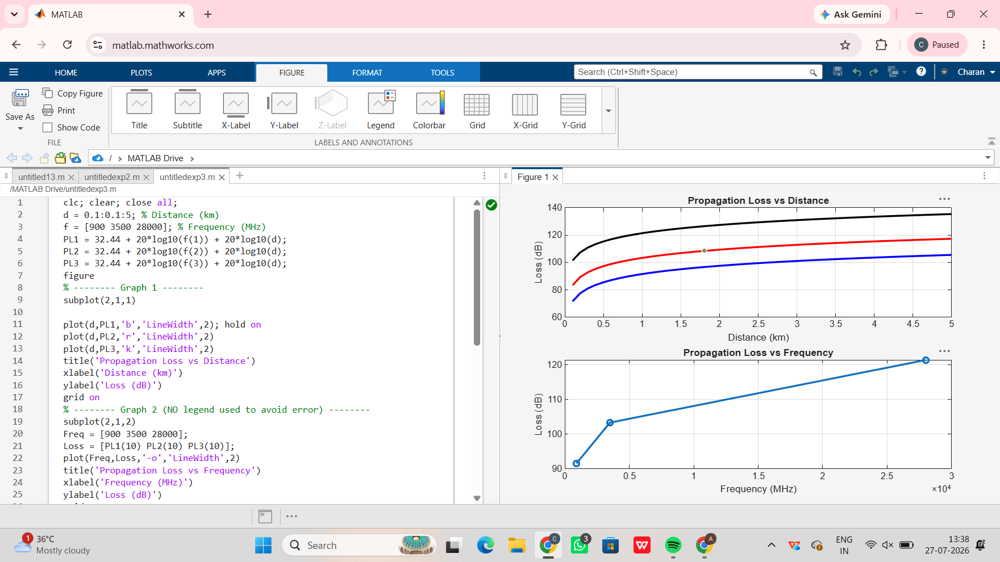 MATLAB
Ask Gemini
matlab.mathworks.com
C
Paused
HOME
PLOTS
APPS
FIGURE
FORMAT
TOOLS
Search (Ctrl+Shift+Space)
Charan
Save As
Copy Figure
Print
Show Code
FILE
Title
Subtitle
X-Label
Y-Label
Z-Label
Legend
Colorbar
Grid
X-Grid
Y-Grid
LABELS AND ANNOTATIONS
/ › MATLAB Drive ›
untitled13.m
untitledexp2.m
untitledexp3.m
/MATLAB Drive/untitledexp3.m
1 clc; clear; close all;
2 d = 0.1:0.1:5; % Distance (km)
3 f = [900 3500 28000]; % Frequency (MHz)
4 PL1 = 32.44 + 20*log10(f(1)) + 20*log10(d);
5 PL2 = 32.44 + 20*log10(f(2)) + 20*log10(d);
6 PL3 = 32.44 + 20*log10(f(3)) + 20*log10(d);
7 figure
8 % -------- Graph 1 --------
9 subplot(2,1,1)
10
11 plot(d,PL1,'b','LineWidth',2); hold on
12 plot(d,PL2,'r','LineWidth',2)
13 plot(d,PL3,'k','LineWidth',2)
14 title('Propagation Loss vs Distance')
15 xlabel('Distance (km)')
16 ylabel('Loss (dB)')
17 grid on
18 % -------- Graph 2 (NO legend used to avoid error) --------
19 subplot(2,1,2)
20 Freq = [900 3500 28000];
21 Loss = [PL1(10) PL2(10) PL3(10)];
22 plot(Freq,Loss,'-o','LineWidth',2)
23 title('Propagation Loss vs Frequency')
24 xlabel('Frequency (MHz)')
25 ylabel('Loss (dB)')
Figure 1
Propagation Loss vs Distance
140
120
100
80
60
Loss (dB)
0 0.5 1 1.5 2 2.5 3 3.5 4 4.5 5
Distance (km)
Propagation Loss vs Frequency
120
110
100
90
Loss (dB)
0 0.5 1 1.5 2 2.5 3
Frequency (MHz)
×10⁴
1
36°C
Mostly cloudy
Search
C
3
A
ENG
IN
13:38
27-07-2026